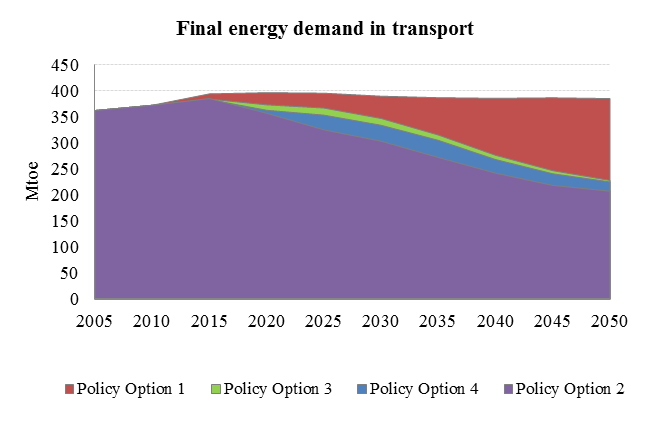 Final energy demand in transport
450
400
350
300
250
200
150
100
50
0
Mtoe
2005 2010 2015 2020 2025 2030 2035 2040 2045 2050
Policy Option 1 Policy Option 3 Policy Option 4 Policy Option 2